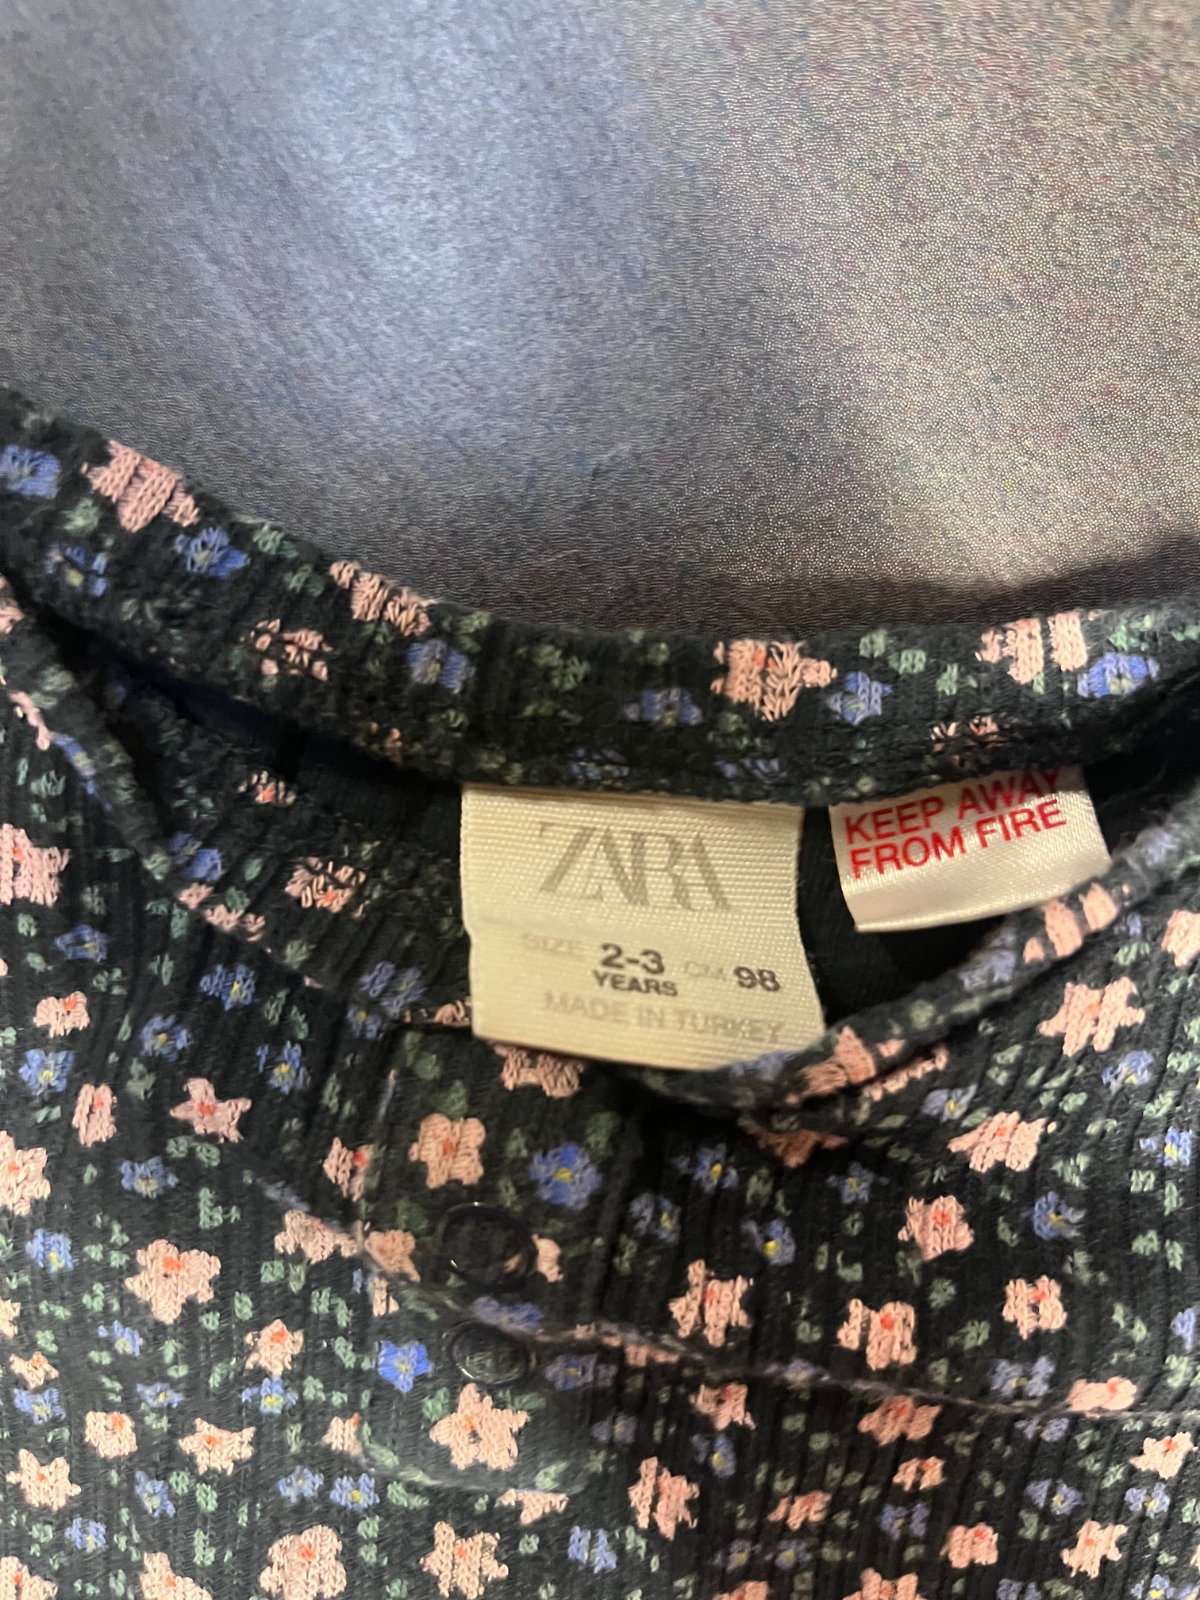 ZARA
SIZE 2-3 CM 98
YEARS
MADE IN TURKEY
KEEP AWAY
FROM FIRE